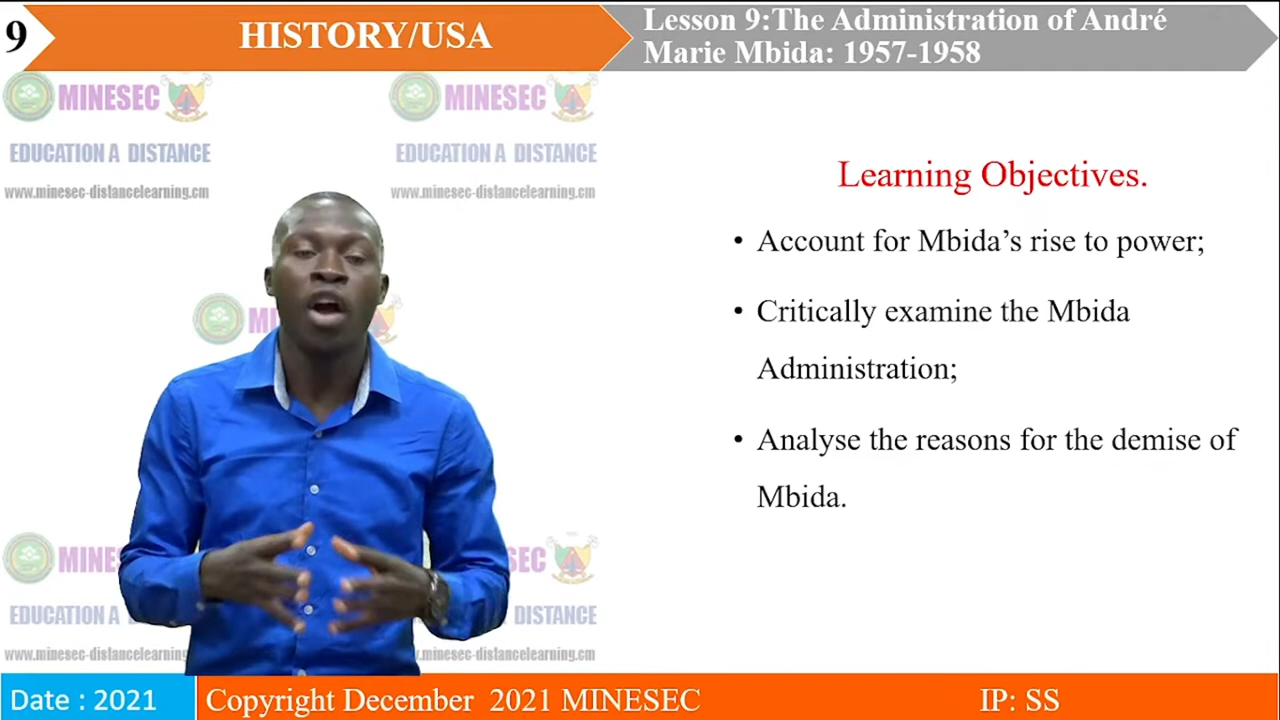 9
HISTORY/USA
Lesson 9:The Administration of André
Marie Mbida: 1957-1958
MINESEC
MINESEC
EDUCATION A DISTANCE
EDUCATION A DISTANCE
www.minesec-distancelearning.cm
www.minesec-distancelearning.cm
Learning Objectives.
• Account for Mbida’s rise to power;
• Critically examine the Mbida
Administration;
• Analyse the reasons for the demise of
Mbida.
Date : 2021
Copyright December 2021 MINESEC
IP: SS